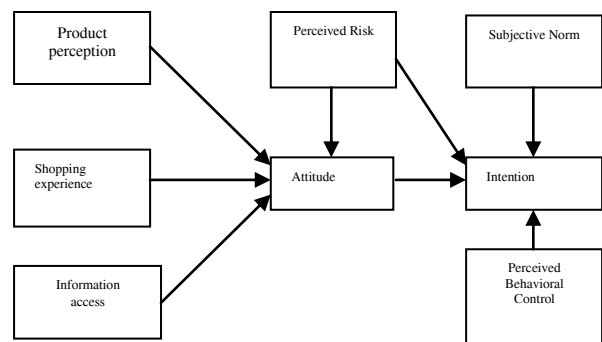 Product
perception
Perceived Risk
Subjective Norm
Shopping
experience
Attitude
Intention
Information
access
Perceived
Behavioral
Control